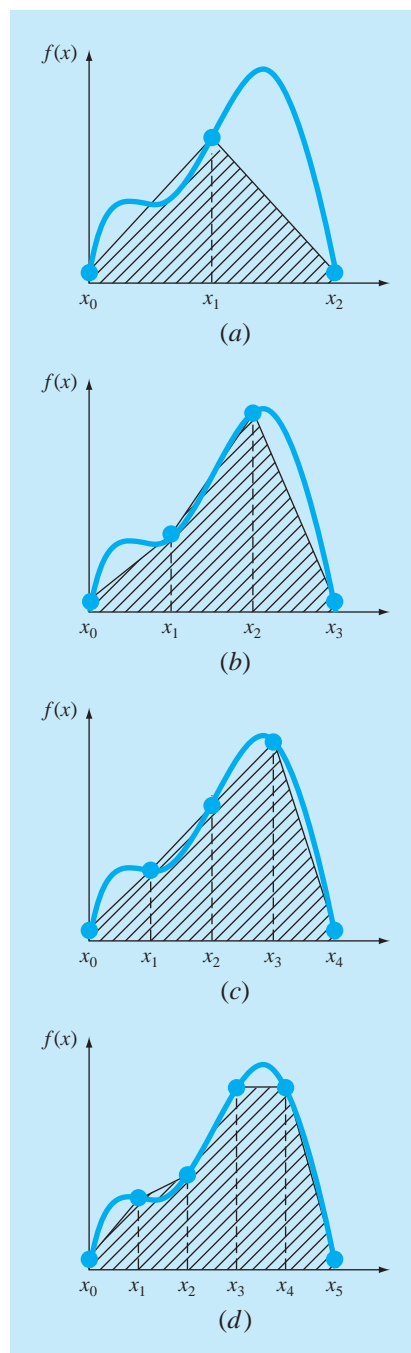 f(x)
x₀ x₁ x₂
(a)
f(x)
x₀ x₁ x₂ x₃
(b)
f(x)
x₀ x₁ x₂ x₃ x₄
(c)
f(x)
x₀ x₁ x₂ x₃ x₄ x₅
(d)